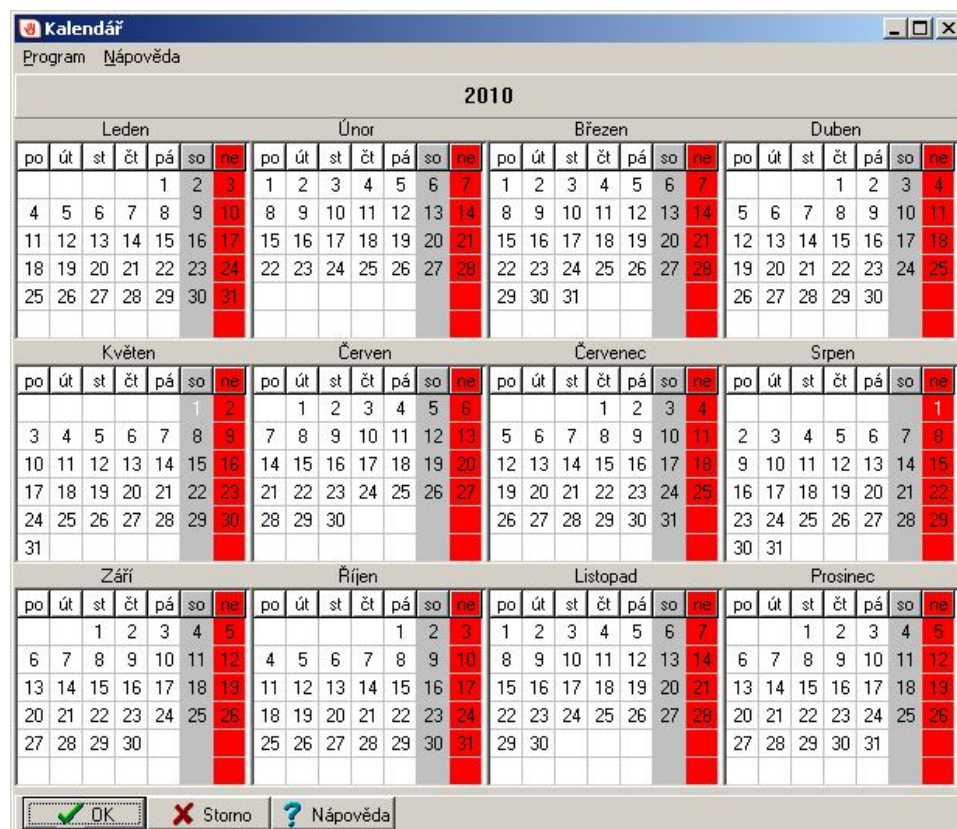 Kalendář
Program Nápověda
2010
Leden Únor Březen Duben
po út st čt pá so ne po út st čt pá so ne po út st čt pá so ne po út st čt pá so ne
1 2 3 1 2 3 4 5 6 7 1 2 3 4 5 6 7 1 2 3 4
4 5 6 7 8 9 10 8 9 10 11 12 13 14 8 9 10 11 12 13 14 5 6 7 8 9 10 11
11 12 13 14 15 16 17 15 16 17 18 19 20 21 15 16 17 18 19 20 21 12 13 14 15 16 17 18
18 19 20 21 22 23 24 22 23 24 25 26 27 28 22 23 24 25 26 27 28 19 20 21 22 23 24 25
25 26 27 28 29 30 31 29 30 31 26 27 28 29 30
Květen Červen Červenec Srpen
po út st čt pá so ne po út st čt pá so ne po út st čt pá so ne po út st čt pá so ne
1 2 1 2 3 4 5 6 1 2 3 4 1
3 4 5 6 7 8 9 7 8 9 10 11 12 13 5 6 7 8 9 10 11 2 3 4 5 6 7 8
10 11 12 13 14 15 16 14 15 16 17 18 19 20 12 13 14 15 16 17 18 9 10 11 12 13 14 15
17 18 19 20 21 22 23 21 22 23 24 25 26 27 19 20 21 22 23 24 25 16 17 18 19 20 21 22
24 25 26 27 28 29 30 28 29 30 26 27 28 29 30 31 23 24 25 26 27 28 29
31 30 31
Září Říjen Listopad Prosinec
po út st čt pá so ne po út st čt pá so ne po út st čt pá so ne po út st čt pá so ne
1 2 3 4 5 1 2 3 1 2 3 4 5 6 7 1 2 3 4 5
6 7 8 9 10 11 12 4 5 6 7 8 9 10 8 9 10 11 12 13 14 6 7 8 9 10 11 12
13 14 15 16 17 18 19 11 12 13 14 15 16 17 15 16 17 18 19 20 21 13 14 15 16 17 18 19
20 21 22 23 24 25 26 18 19 20 21 22 23 24 22 23 24 25 26 27 28 20 21 22 23 24 25 26
27 28 29 30 25 26 27 28 29 30 31 29 30 27 28 29 30 31
OK Storno Nápověda